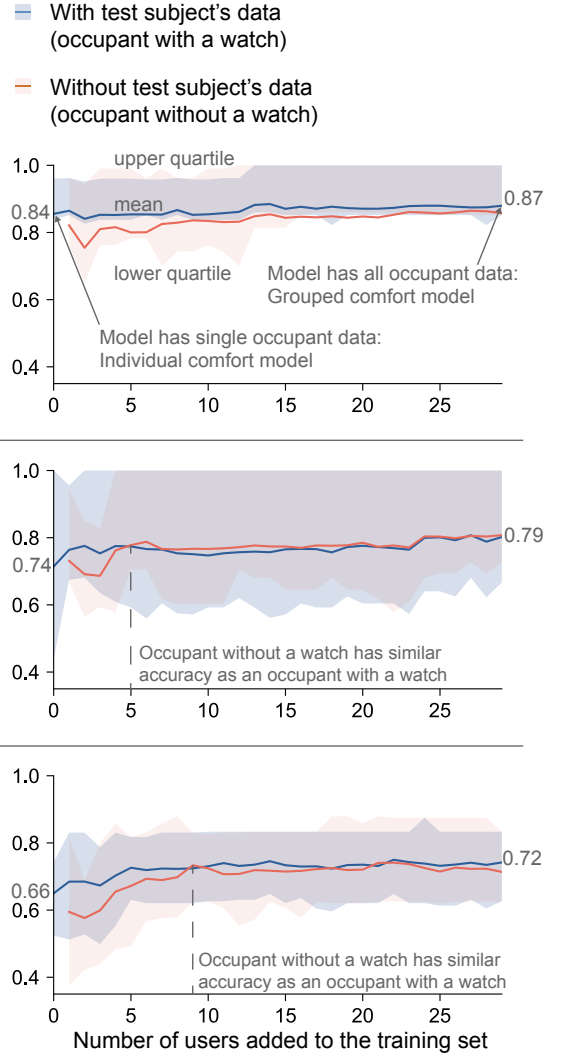 With test subject's data
(occupant with a watch)
Without test subject's data
(occupant without a watch)
1.0
upper quartile
0.84
mean
0.87
0.8
lower quartile
Model has all occupant data:
Grouped comfort model
0.6
Model has single occupant data:
Individual comfort model
0.4
0 5 10 15 20 25
1.0
0.8
0.79
0.74
0.6
Occupant without a watch has similar
accuracy as an occupant with a watch
0.4
0 5 10 15 20 25
1.0
0.8
0.72
0.66
0.6
Occupant without a watch has similar
accuracy as an occupant with a watch
0.4
0 5 10 15 20 25
Number of users added to the training set